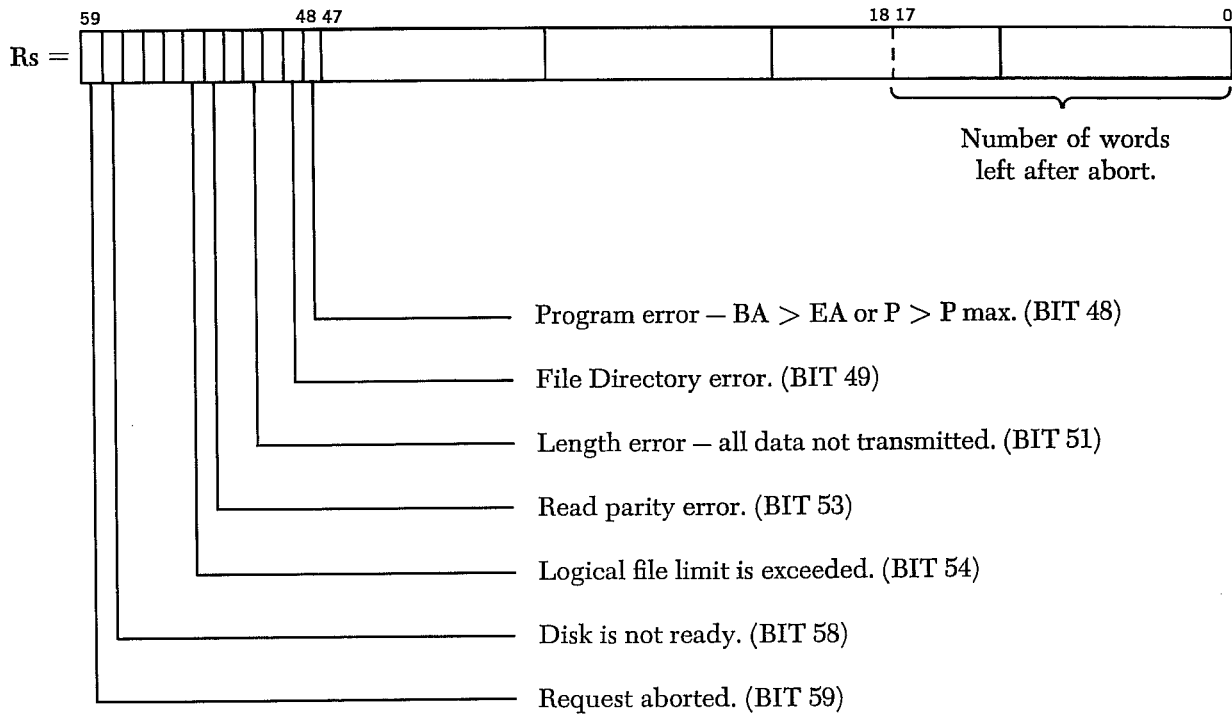 59 48 47 18 17 0
Rs =
Number of words
left after abort.
Program error — BA > EA or P > P max. (BIT 48)
File Directory error. (BIT 49)
Length error — all data not transmitted. (BIT 51)
Read parity error. (BIT 53)
Logical file limit is exceeded. (BIT 54)
Disk is not ready. (BIT 58)
Request aborted. (BIT 59)